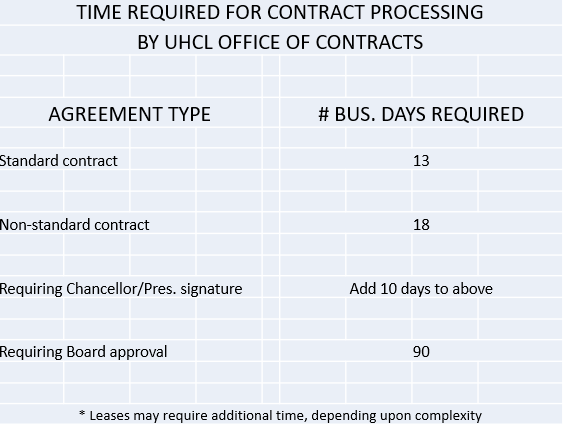 TIME REQUIRED FOR CONTRACT PROCESSING
BY UHCL OFFICE OF CONTRACTS
AGREEMENT TYPE # BUS. DAYS REQUIRED
Standard contract 13
Non-standard contract 18
Requiring Chancellor/Pres. signature Add 10 days to above
Requiring Board approval 90
* Leases may require additional time, depending upon complexity